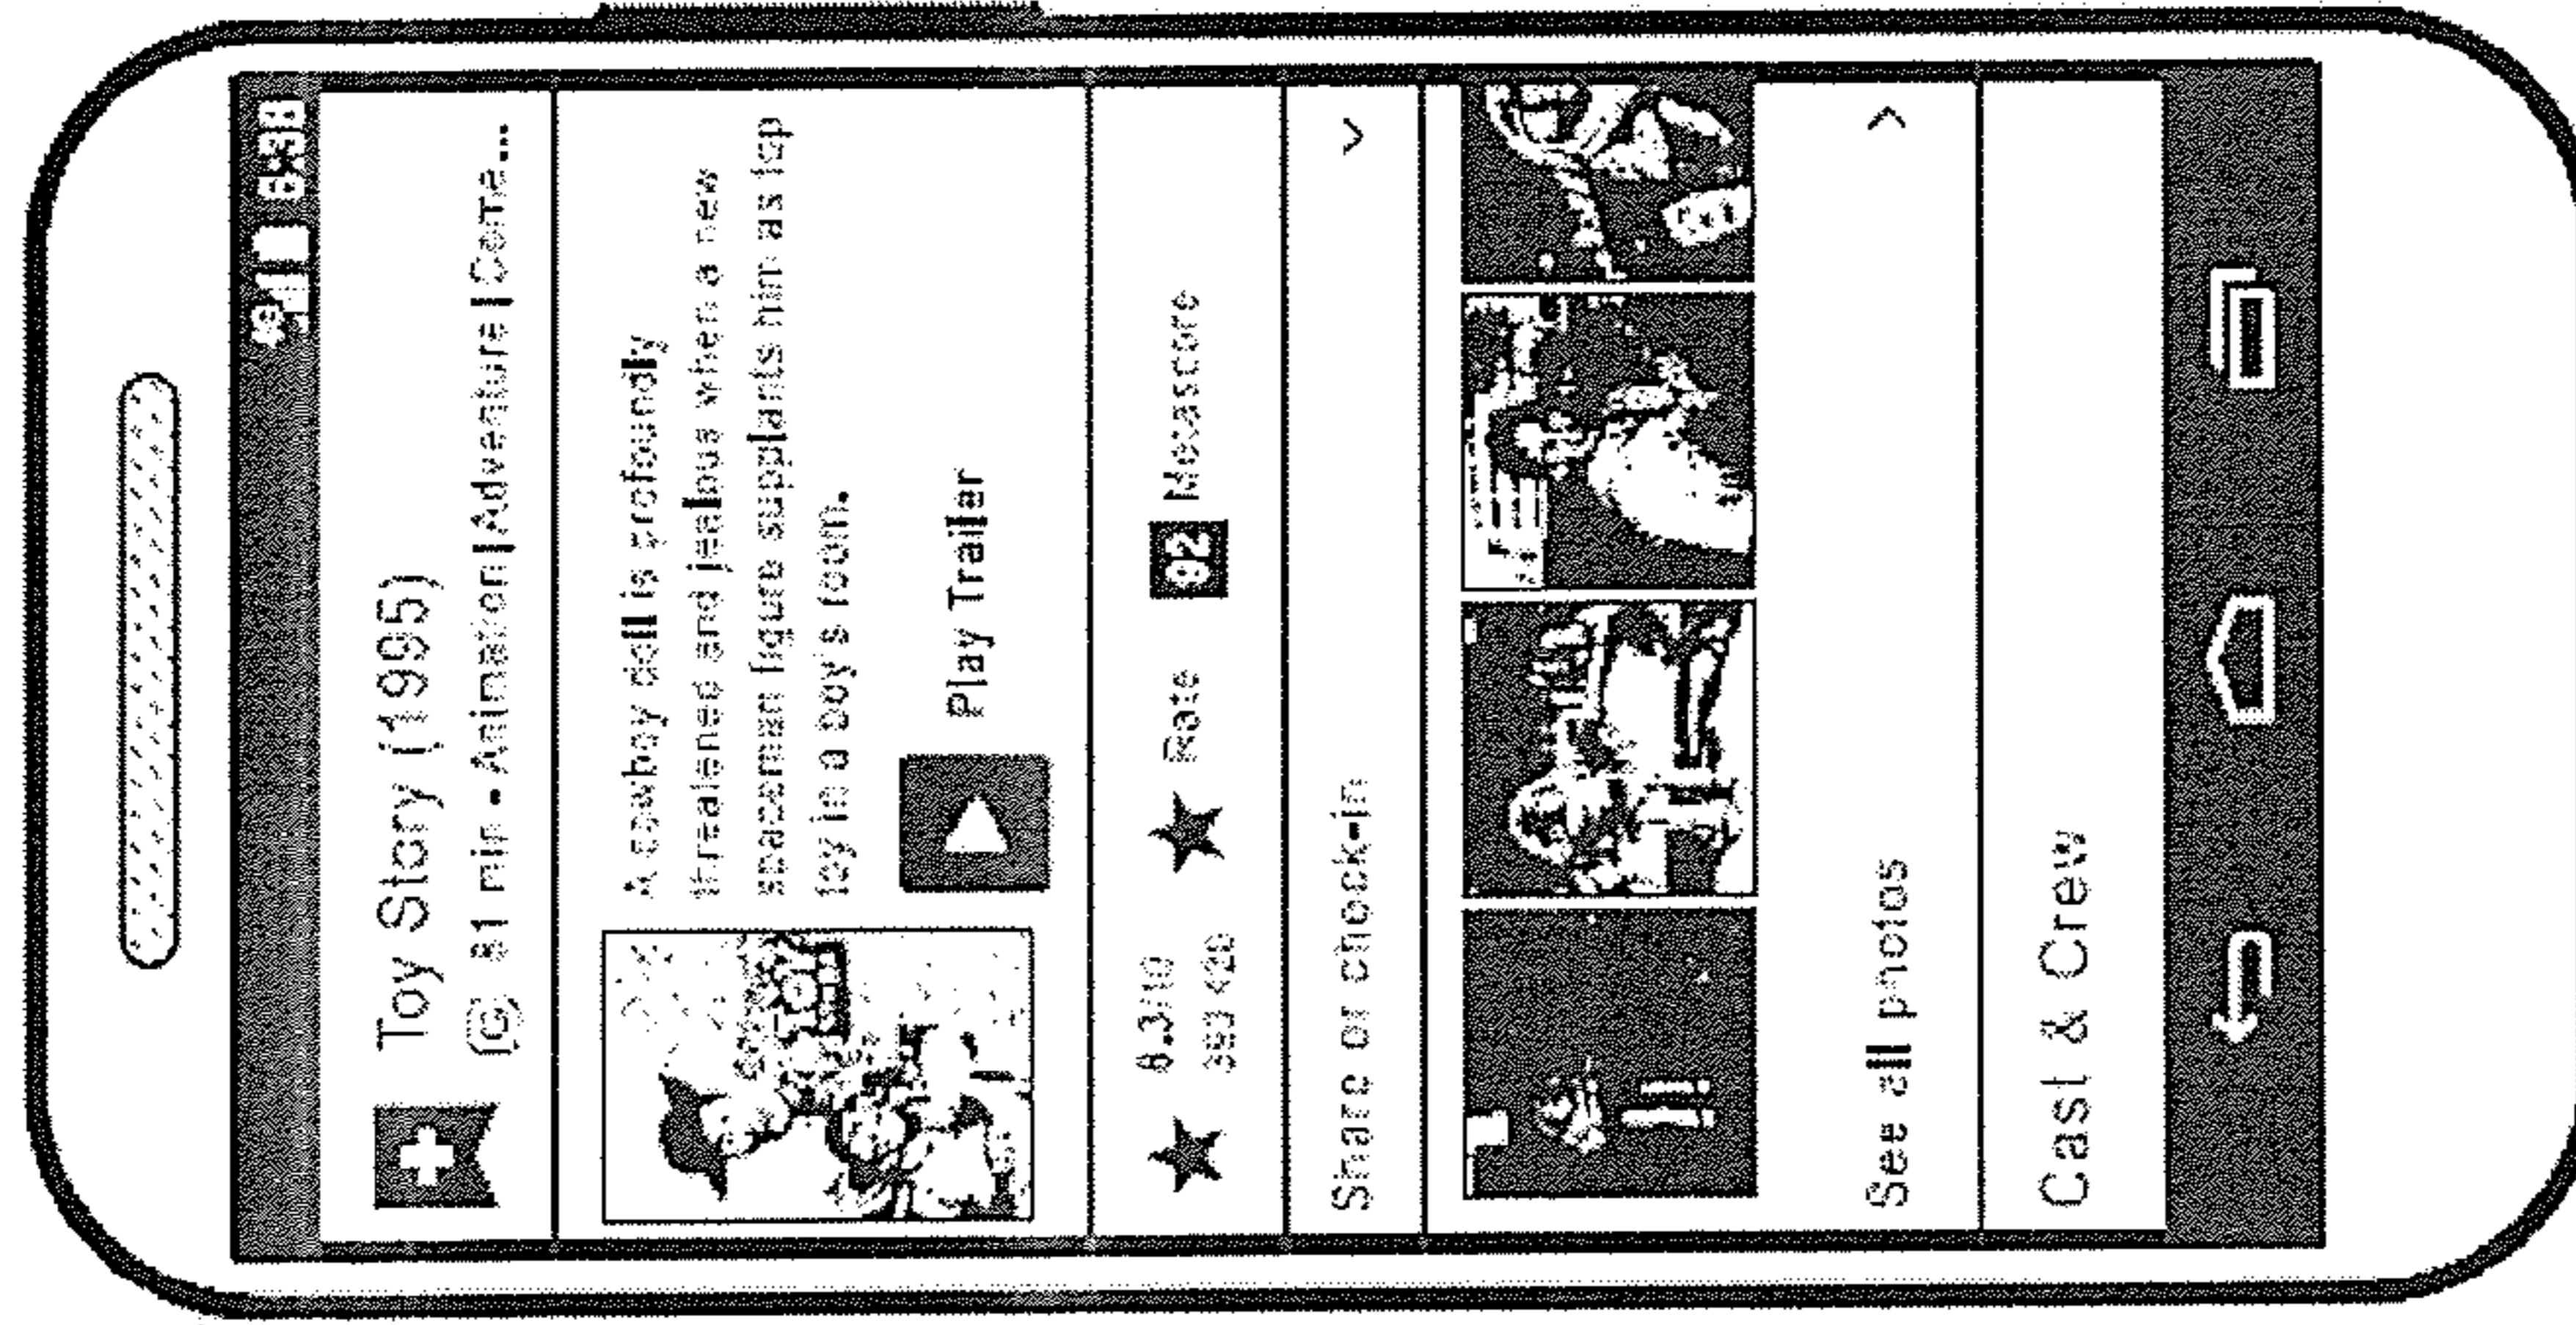 Toy Story (1995)
(G) 81 min • Animation | Adventure | Come...
A cowboy doll is profoundly
threatened and jealous when a new
spaceman figure supplants him as top
toy in a boy's room.
Play Trailer
8.3/10
Rate
92 Metascore
Share or check-in
See all photos
Cast & Crew